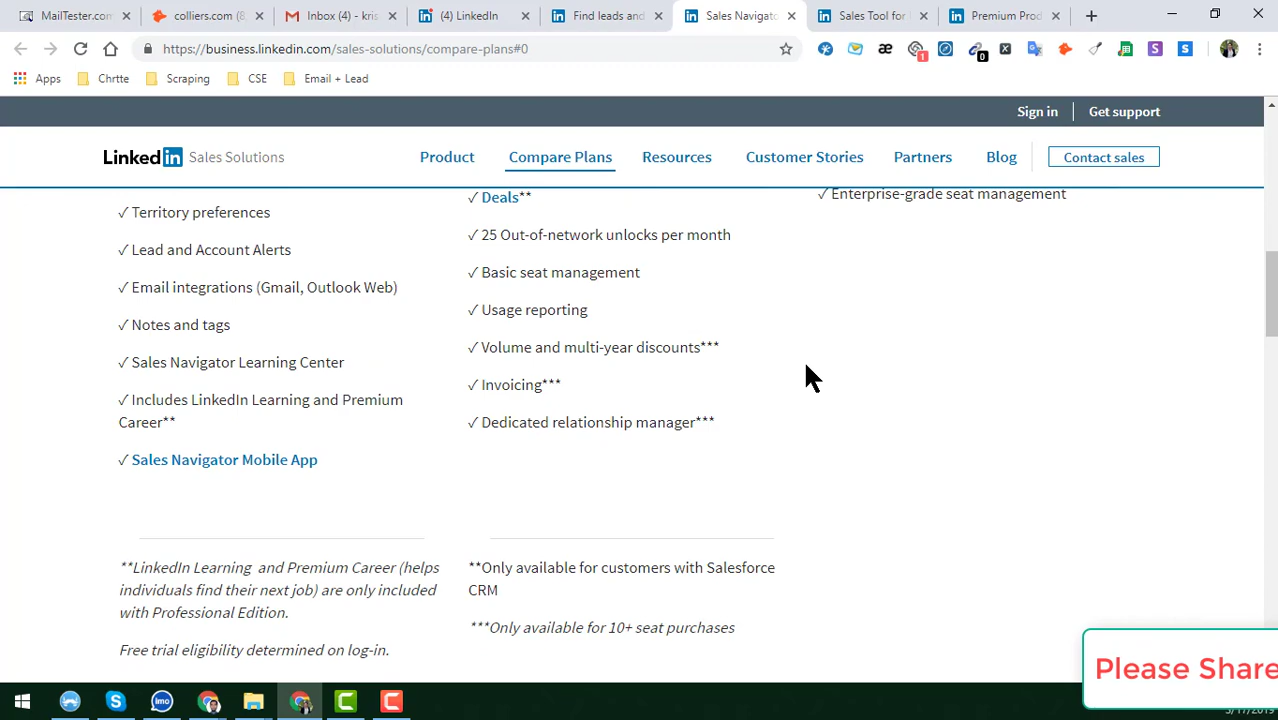 MailTester.com
colliers.com (8
Inbox (4) - kris
(4) LinkedIn
Find leads and
Sales Navigato
Sales Tool for
Premium Prod
https://business.linkedin.com/sales-solutions/compare-plans#0
Apps
Chrtte
Scraping
CSE
Email + Lead
Sign in
Get support
Linked in Sales Solutions
Product
Compare Plans
Resources
Customer Stories
Partners
Blog
Contact sales
✓ Territory preferences
✓ Lead and Account Alerts
✓ Email integrations (Gmail, Outlook Web)
✓ Notes and tags
✓ Sales Navigator Learning Center
✓ Includes LinkedIn Learning and Premium
Career**
✓ Sales Navigator Mobile App
**LinkedIn Learning and Premium Career (helps
individuals find their next job) are only included
with Professional Edition.
Free trial eligibility determined on log-in.
✓ Deals**
✓ 25 Out-of-network unlocks per month
✓ Basic seat management
✓ Usage reporting
✓ Volume and multi-year discounts***
✓ Invoicing***
✓ Dedicated relationship manager***
**Only available for customers with Salesforce
CRM
***Only available for 10+ seat purchases
✓ Enterprise-grade seat management
Please Share